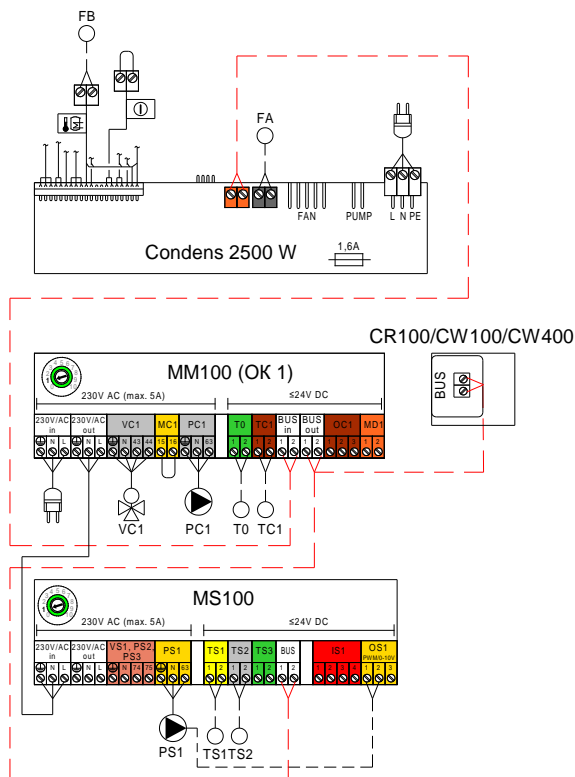 FB
FA
FAN
PUMP
L N PE
Condens 2500 W
1,6A
CR100/CW100/CW400
BUS
MM100 (OK 1)
230V AC (max. 5A)
≤24V DC
230V/AC in
230V/AC out
VC1
MC1
PC1
T0
TC1
BUS in
BUS out
OC1
MD1
N L
N L
N 43 44
15 16
N 63
1 2
1 2
1 2
1 2
1 2 3
1 2
VC1
PC1
T0
TC1
MS100
230V AC (max. 5A)
≤24V DC
230V/AC in
230V/AC out
VS1, PS2, PS3
PS1
TS1
TS2
TS3
BUS
IS1
OS1
PWM/0-10V
N L
N L
N 74 75
N 63
1 2
1 2
1 2
1 2
1 2 3 4
1 2 3
PS1
TS1
TS2